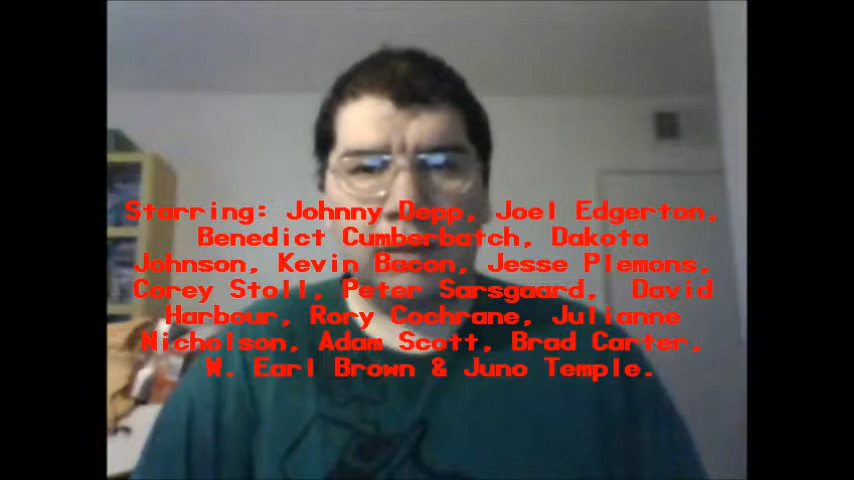 Starring: Johnny Depp, Joel Edgerton,
Benedict Cumberbatch, Dakota
Johnson, Kevin Bacon, Jesse Plemons,
Corey Stoll, Peter Sarsgaard, David
Harbour, Rory Cochrane, Julianne
Nicholson, Adam Scott, Brad Carter,
W. Earl Brown & Juno Temple.